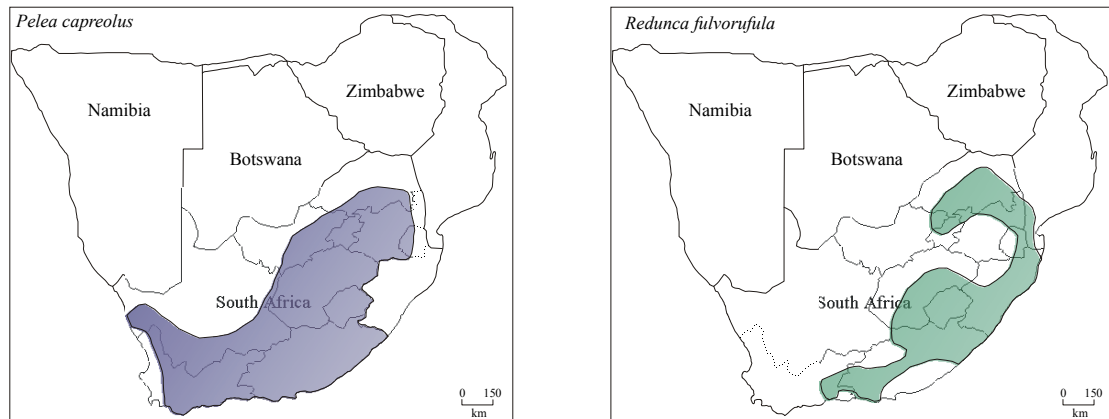 Pelea capreolus
Zimbabwe
Namibia
Botswana
South Africa
0 150
km
Redunca fulvorufula
Zimbabwe
Botswana
South Africa
0 150
km